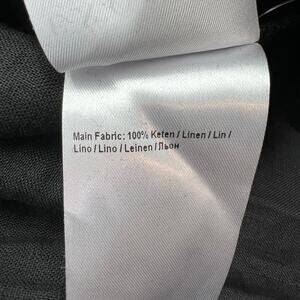 Main Fabric: 100% Keten / Linen / Lin /
Lino / Lino / Leinen / Льон